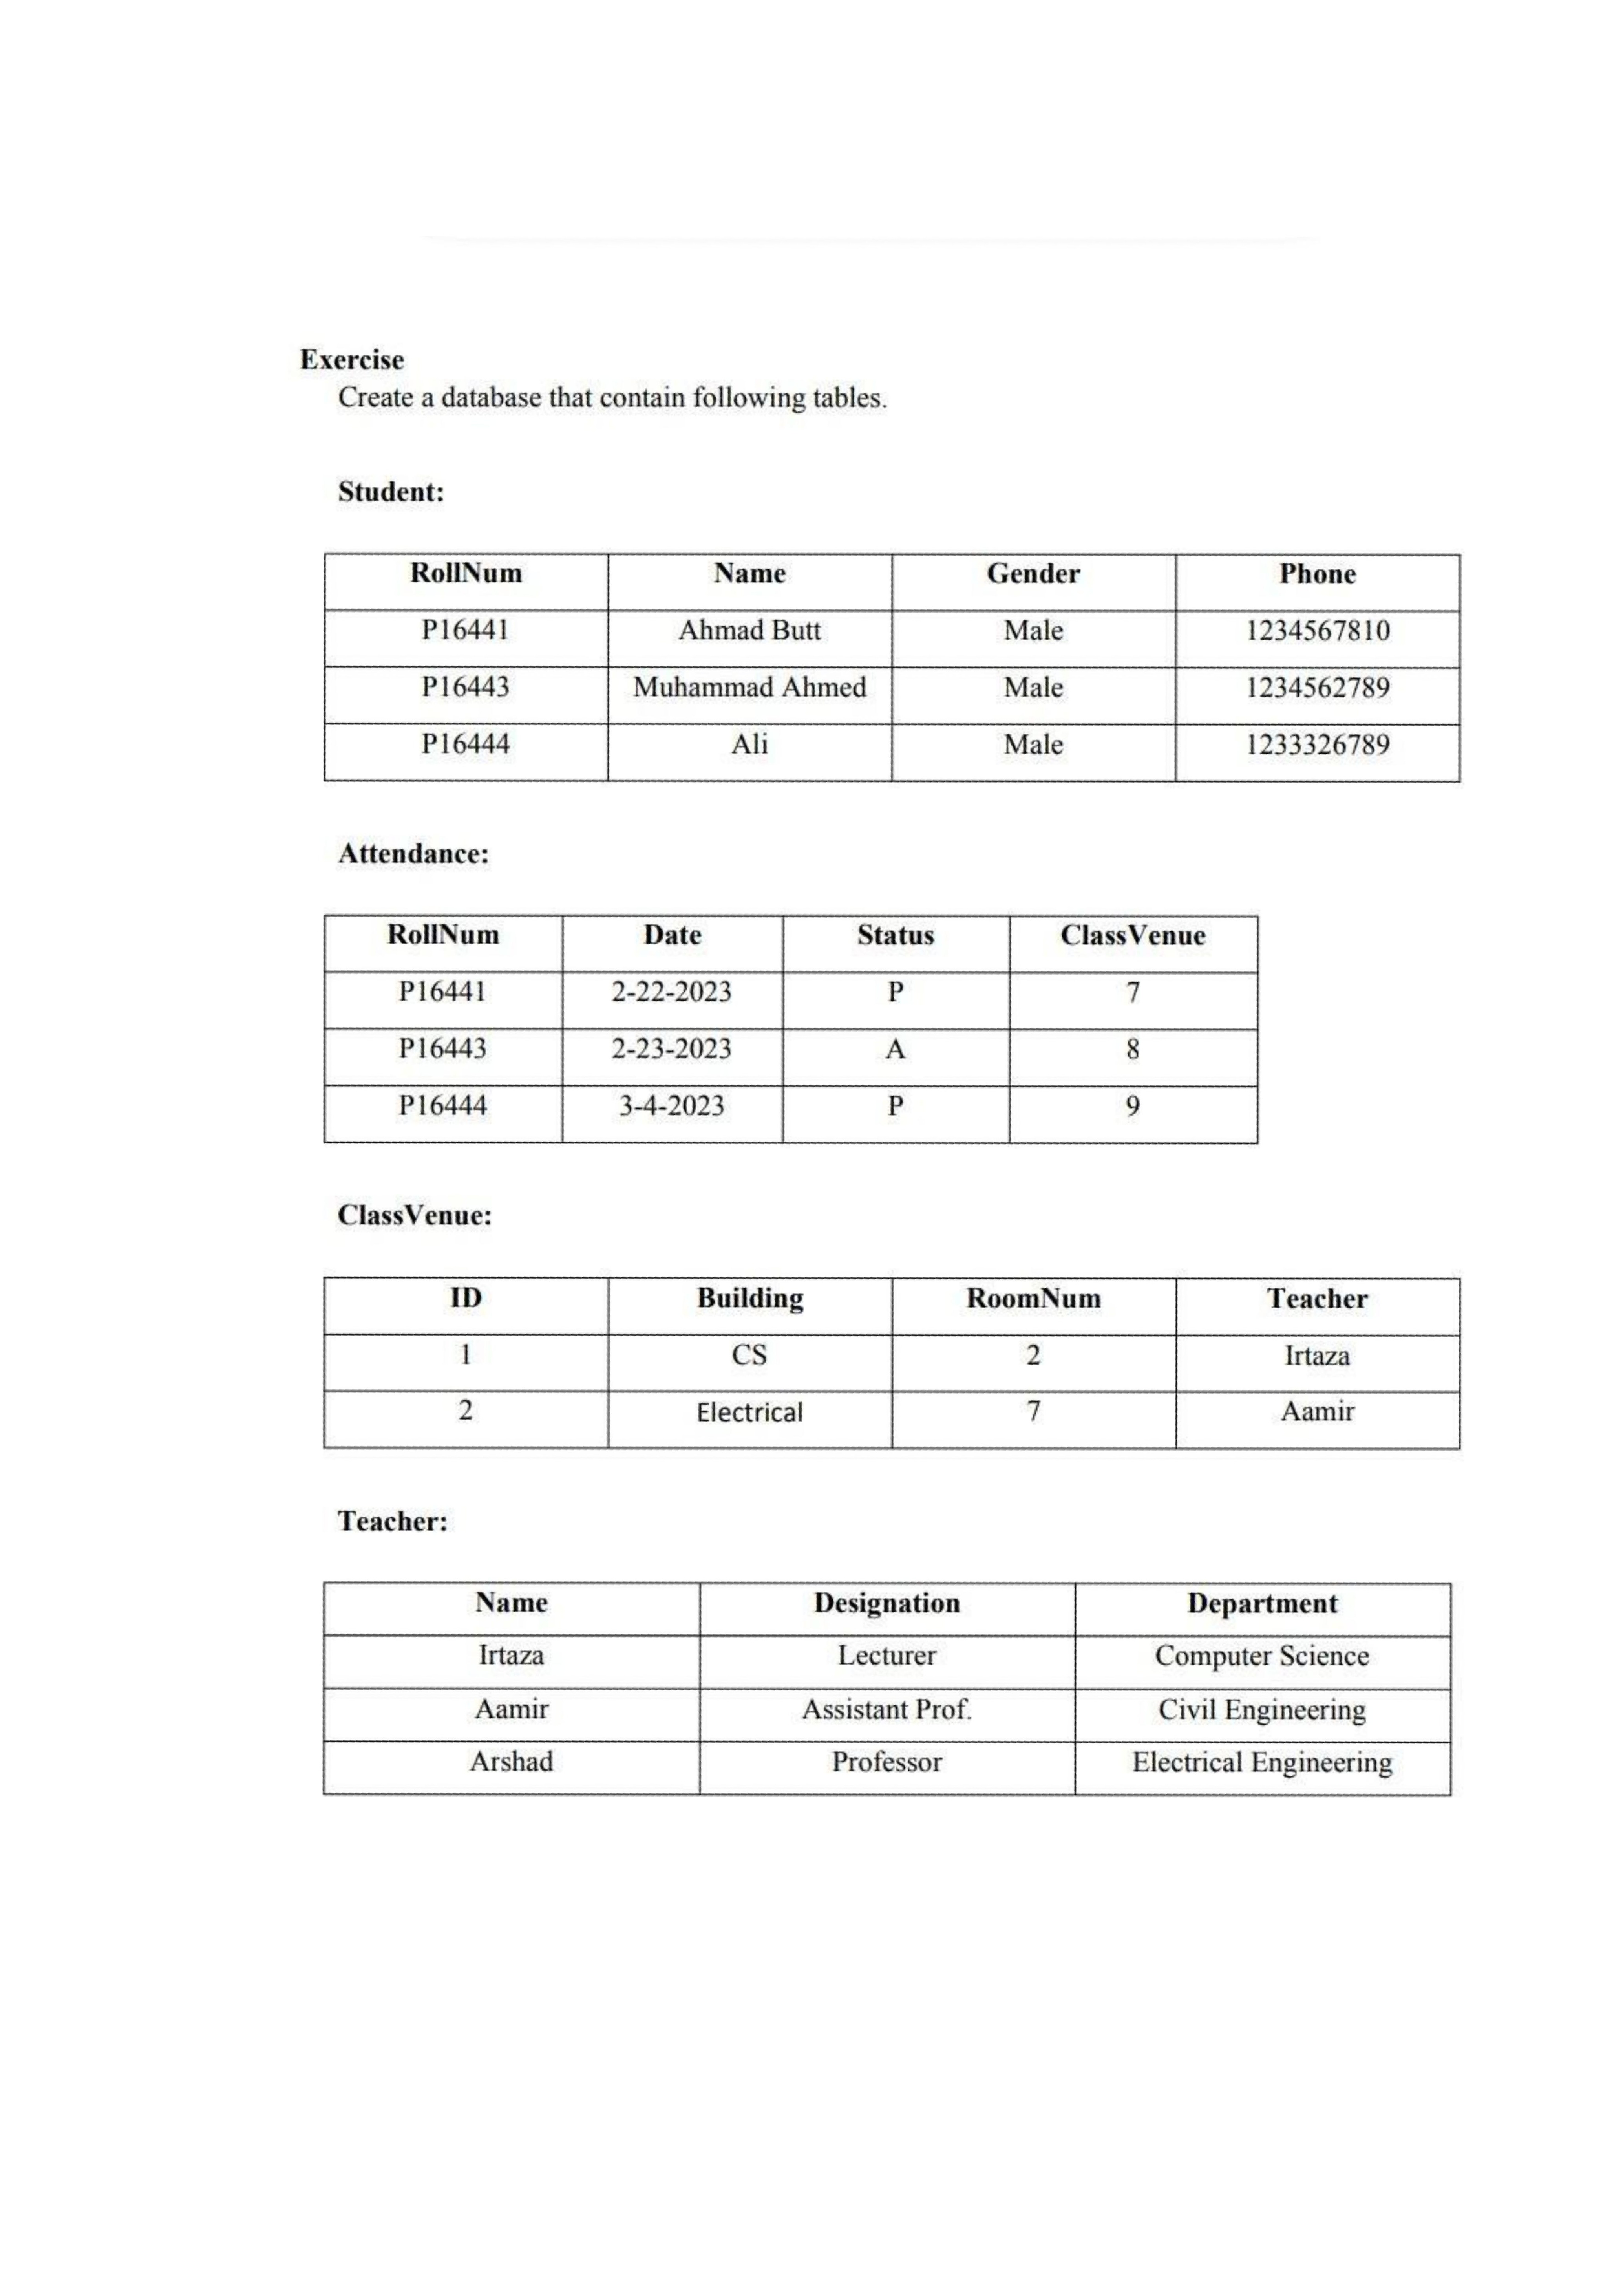 Exercise
Create a database that contain following tables.
Student:
RollNum Name Gender Phone
P16441 Ahmad Butt Male 1234567810
P16443 Muhammad Ahmed Male 1234562789
P16444 Ali Male 1233326789
Attendance:
RollNum Date Status ClassVenue
P16441 2-22-2023 P 7
P16443 2-23-2023 A 8
P16444 3-4-2023 P 9
ClassVenue:
ID Building RoomNum Teacher
1 CS 2 Irtaza
2 Electrical 7 Aamir
Teacher:
Name Designation Department
Irtaza Lecturer Computer Science
Aamir Assistant Prof. Civil Engineering
Arshad Professor Electrical Engineering